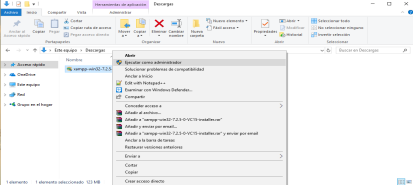 Herramientas de aplicación
Descargas
Archivo
Inicio
Compartir
Vista
Administrar
Anclar al Acceso rápido
Copiar
Pegar
Cortar
Copiar ruta de acceso
Pegar acceso directo
Mover a
Copiar a
Eliminar
Cambiar nombre
Nueva carpeta
Nuevo elemento
Fácil acceso
Propiedades
Abrir
Modificar
Historial
Seleccionar todo
No seleccionar ninguno
Invertir selección
Portapapeles
Organizar
Nuevo
Abrir
Seleccionar
Este equipo > Descargas
Buscar en Descargas
Nombre
Acceso rápido
OneDrive
Este equipo
Red
Grupo en el hogar
xampp-win32-7.2.5-
Abrir
Ejecutar como administrador
Solucionar problemas de compatibilidad
Anclar a Inicio
Edit with Notepad++
Examinar con Windows Defender...
Compartir
Conceder acceso a
Añadir al archivo...
Añadir a "xampp-win32-7.2.5-0-VC15-installer.rar"
Añadir y enviar por email...
Añadir a "xampp-win32-7.2.5-0-VC15-installer.rar" y enviar por email
Anclar a la barra de tareas
Restaurar versiones anteriores
Enviar a
Cortar
Copiar
Crear acceso directo
1 elemento
1 elemento seleccionado
122 MB